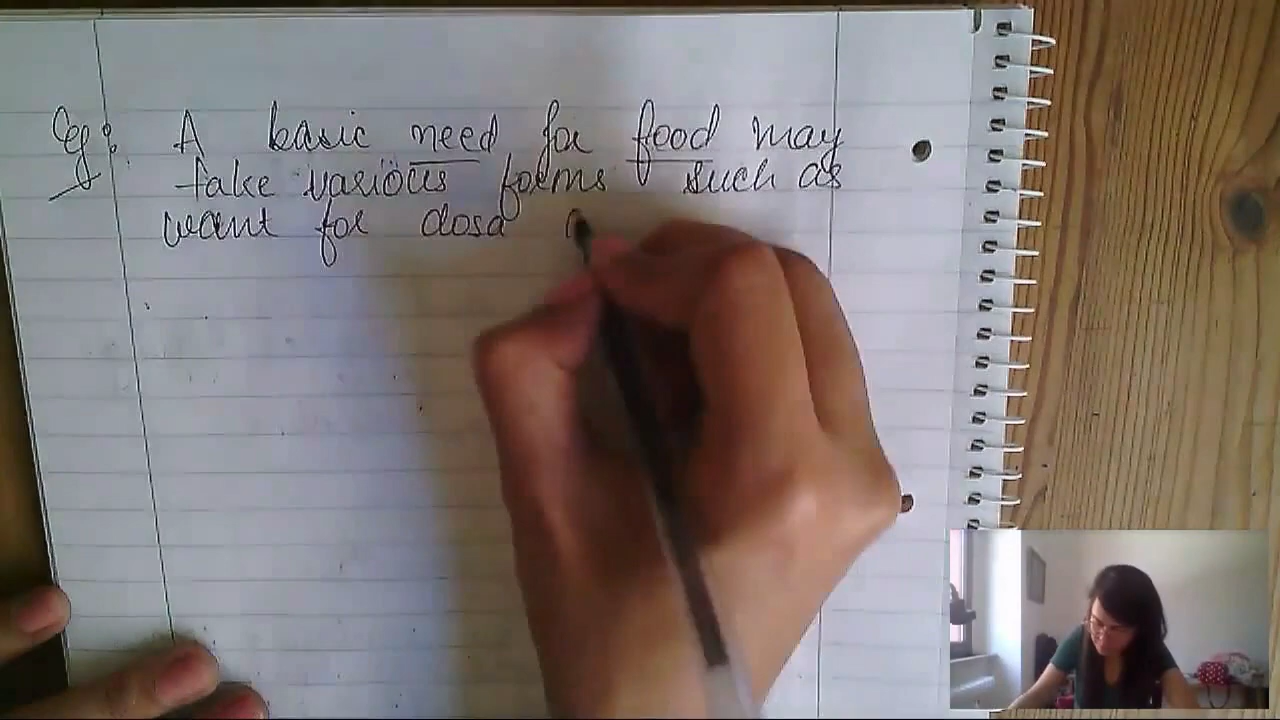 Eg: A basic need for food may
take various forms such as
want for dosa